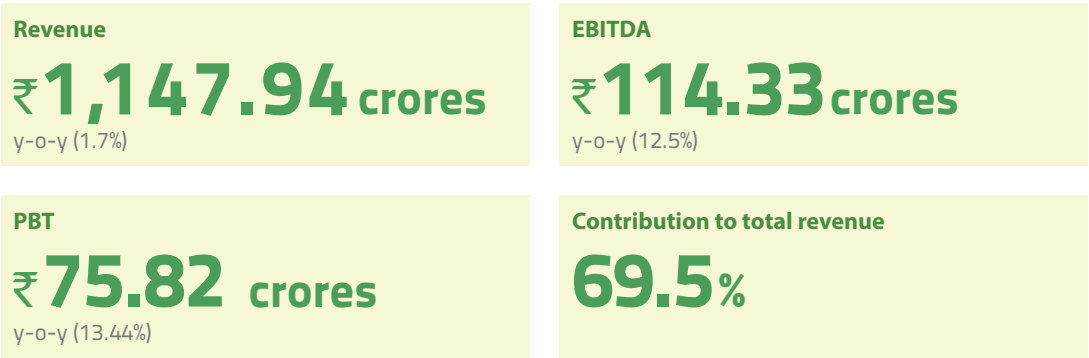 Revenue
₹1,147.94 crores
y-o-y (1.7%)
EBITDA
₹114.33 crores
y-o-y (12.5%)
PBT
₹75.82 crores
y-o-y (13.44%)
Contribution to total revenue
69.5%